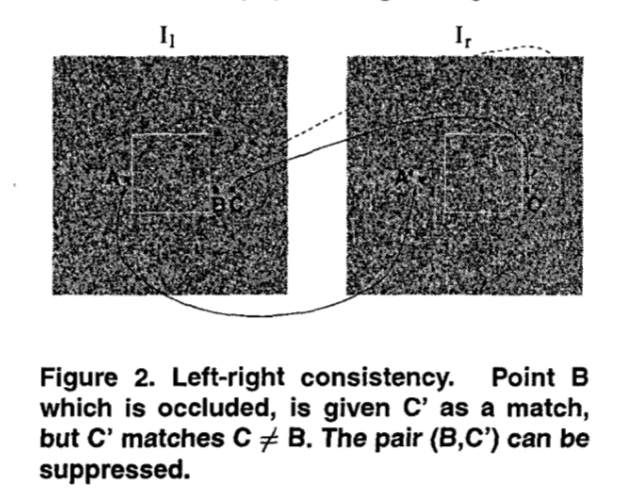 I_l I_r
A A'
B C C'
Figure 2. Left-right consistency. Point B
which is occluded, is given C' as a match,
but C' matches C ≠ B. The pair (B,C') can be
suppressed.